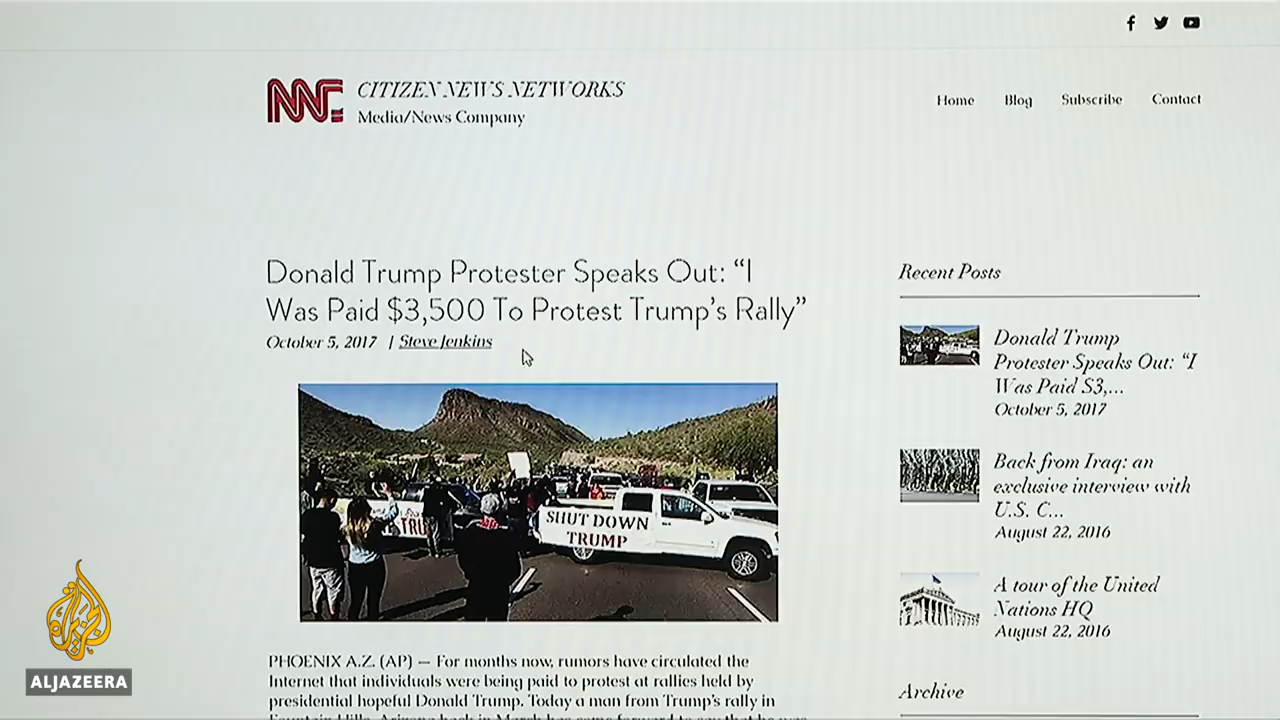 CITIZEN NEWS NETWORKS
Media/News Company
Home Blog Subscribe Contact
Donald Trump Protester Speaks Out: “I
Was Paid $3,500 To Protest Trump’s Rally”
October 5, 2017 | Steve Jenkins
SHUT DOWN
TRUMP
PHOENIX A.Z. (AP) — For months now, rumors have circulated the
Internet that individuals were being paid to protest at rallies held by
presidential hopeful Donald Trump. Today a man from Trump’s rally in
Recent Posts
Donald Trump
Protester Speaks Out: “I
Was Paid $3,...
October 5, 2017
Back from Iraq: an
exclusive interview with
U.S. C...
August 22, 2016
A tour of the United
Nations HQ
August 22, 2016
Archive
الجزيرة
ALJAZEERA